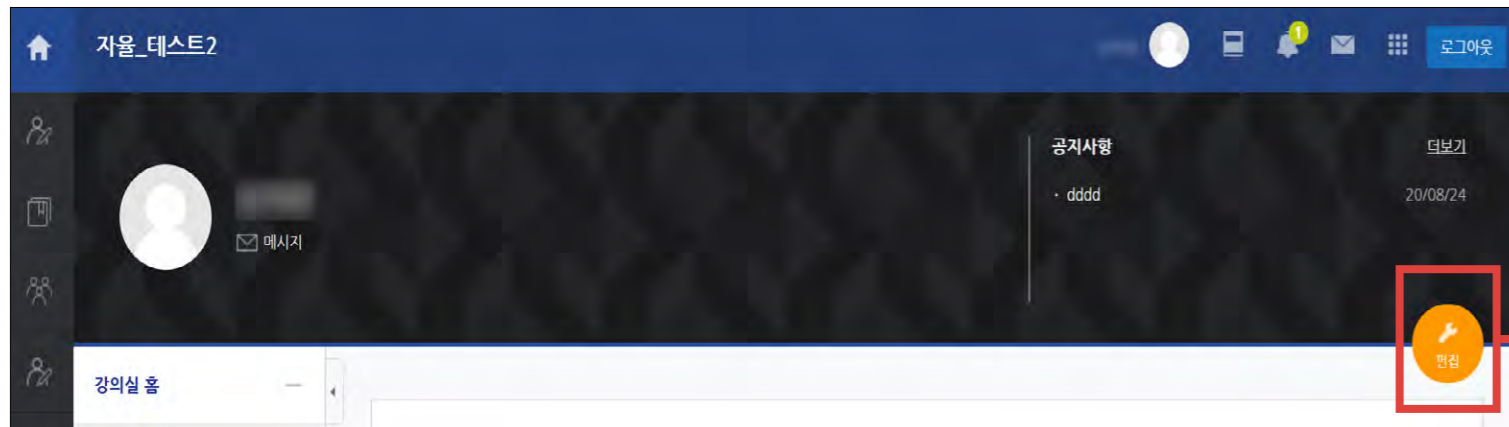 자율_테스트2
1
로그아웃
공지사항 더보기
· dddd 20/08/24
메시지
편집
강의실 홈